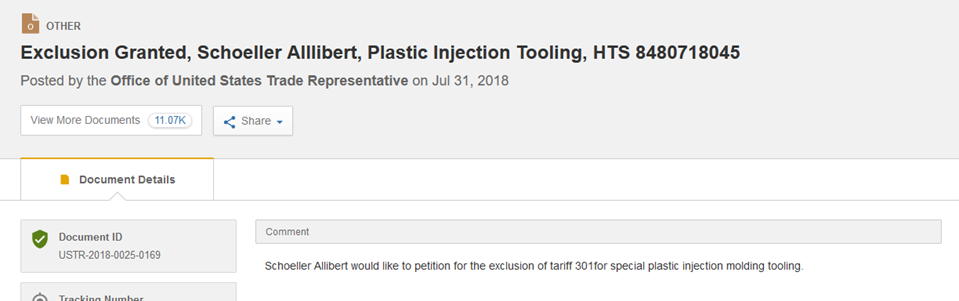 O OTHER
Exclusion Granted, Schoeller Alllibert, Plastic Injection Tooling, HTS 8480718045
Posted by the Office of United States Trade Representative on Jul 31, 2018
View More Documents 11.07K Share
Document Details
Document ID
USTR-2018-0025-0169
Comment
Schoeller Allibert would like to petition for the exclusion of tariff 301for special plastic injection molding tooling.
Tracking Number